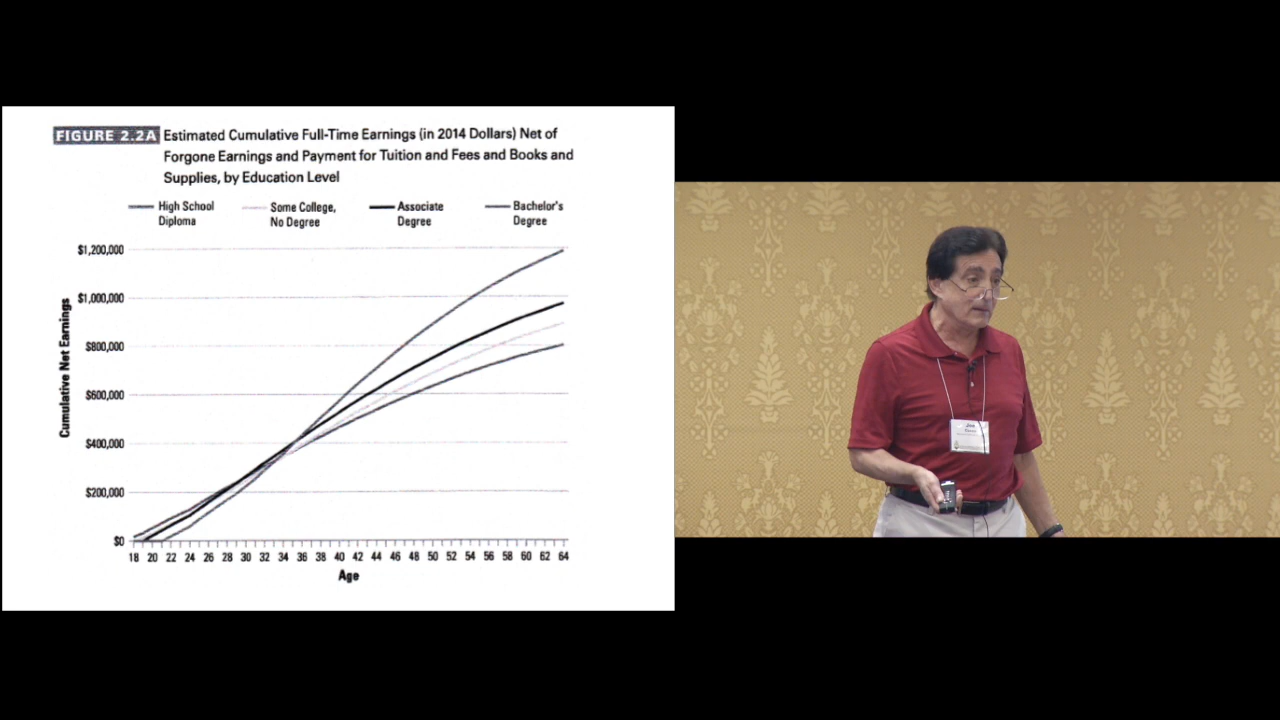 FIGURE 2.2A Estimated Cumulative Full-Time Earnings (in 2014 Dollars) Net of
Forgone Earnings and Payment for Tuition and Fees and Books and
Supplies, by Education Level
High School Diploma
Some College, No Degree
Associate Degree
Bachelor's Degree
Cumulative Net Earnings
$1,200,000
$1,000,000
$800,000
$600,000
$400,000
$200,000
$0
18 20 22 24 26 28 30 32 34 36 38 40 42 44 46 48 50 52 54 56 58 60 62 64
Age
Joe